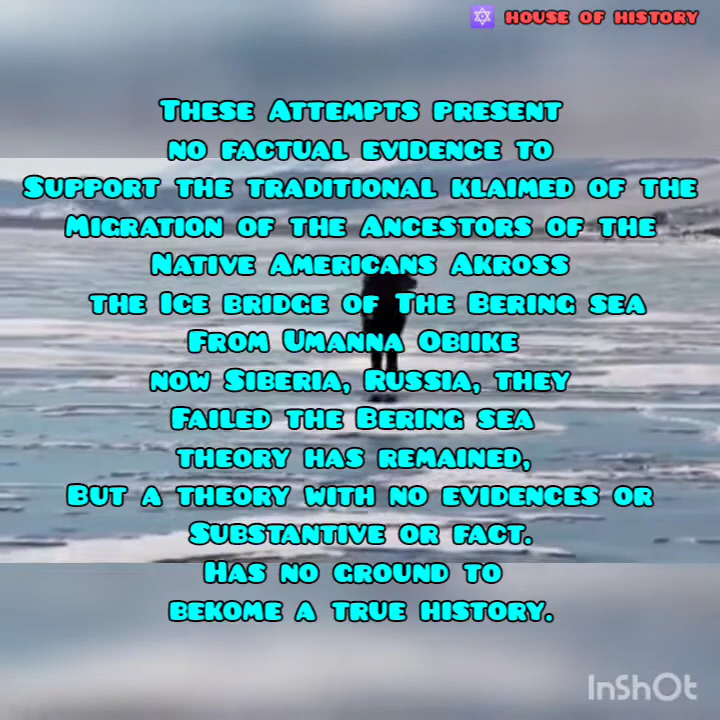 🔯 HOUSE OF HISTORY
THESE ATTEMPTS PRESENT
NO FACTUAL EVIDENCE TO
SUPPORT THE TRADITIONAL KLAIMED OF THE
MIGRATION OF THE ANCESTORS OF THE
NATIVE AMERICANS AKROSS
THE ICE BRIDGE OF THE BERING SEA
FROM UMANNA OBIIKE
NOW SIBERIA, RUSSIA, THEY
FAILED THE BERING SEA
THEORY HAS REMAINED,
BUT A THEORY WITH NO EVIDENCES OR
SUBSTANTIVE OR FACT.
HAS NO GROUND TO
BEKOME A TRUE HISTORY.
InShOt